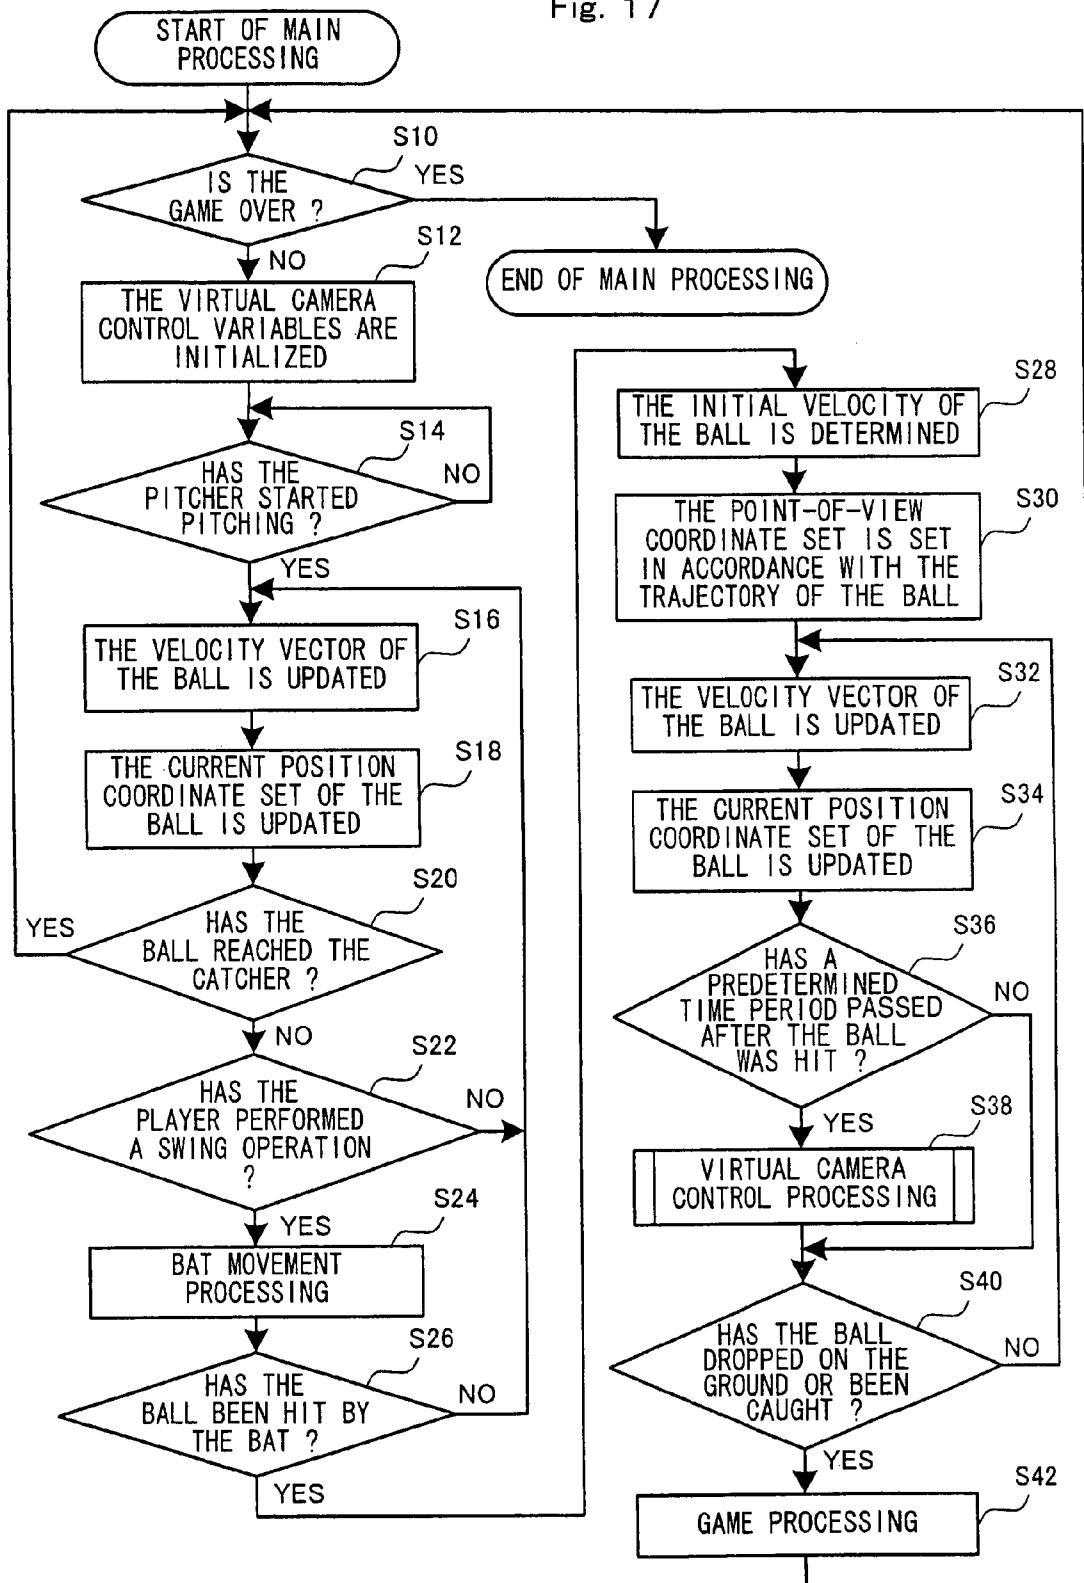 Fig. 17
START OF MAIN
PROCESSING
S10
IS THE
GAME OVER ?
YES
NO
END OF MAIN PROCESSING
S12
THE VIRTUAL CAMERA
CONTROL VARIABLES ARE
INITIALIZED
S14
HAS THE
PITCHER STARTED
PITCHING ?
NO
YES
S16
THE VELOCITY VECTOR OF
THE BALL IS UPDATED
S18
THE CURRENT POSITION
COORDINATE SET OF THE
BALL IS UPDATED
S20
HAS THE
BALL REACHED THE
CATCHER ?
YES
NO
S22
HAS THE
PLAYER PERFORMED
A SWING OPERATION
?
NO
YES
S24
BAT MOVEMENT
PROCESSING
S26
HAS THE
BALL BEEN HIT BY
THE BAT ?
NO
YES
S28
THE INITIAL VELOCITY OF
THE BALL IS DETERMINED
S30
THE POINT-OF-VIEW
COORDINATE SET IS SET
IN ACCORDANCE WITH THE
TRAJECTORY OF THE BALL
S32
THE VELOCITY VECTOR OF
THE BALL IS UPDATED
S34
THE CURRENT POSITION
COORDINATE SET OF THE
BALL IS UPDATED
S36
HAS A
PREDETERMINED
TIME PERIOD PASSED
AFTER THE BALL
WAS HIT ?
NO
YES
S38
VIRTUAL CAMERA
CONTROL PROCESSING
S40
HAS THE BALL
DROPPED ON THE
GROUND OR BEEN
CAUGHT ?
NO
YES
S42
GAME PROCESSING